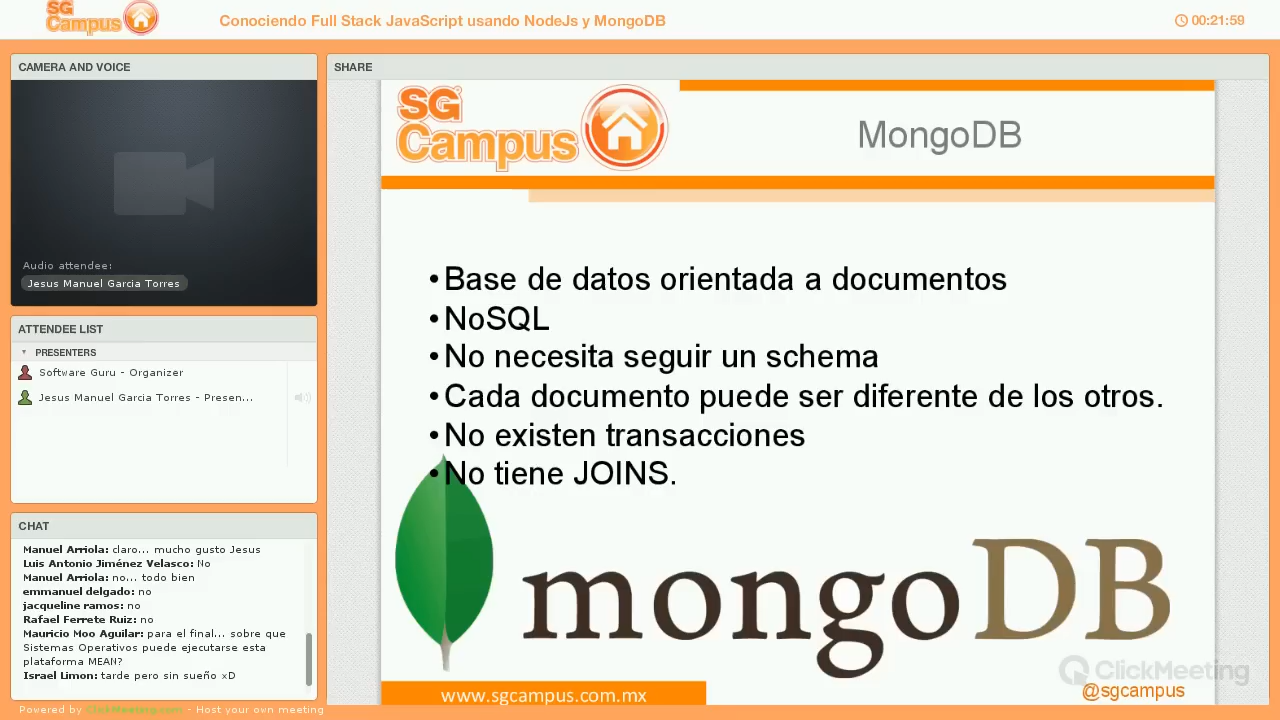 SG
Campus
Conociendo Full Stack JavaScript usando NodeJs y MongoDB
00:21:59
CAMERA AND VOICE
Audio attendee:
Jesus Manuel Garcia Torres
ATTENDEE LIST
PRESENTERS
Software Guru - Organizer
Jesus Manuel Garcia Torres - Presen...
CHAT
Manuel Arriola: claro... mucho gusto Jesus
Luis Antonio Jiménez Velasco: No
Manuel Arriola: no... todo bien
emmanuel delgado: no
jacqueline ramos: no
Rafael Ferrete Ruiz: no
Mauricio Moo Aguilar: para el final... sobre que
Sistemas Operativos puede ejecutarse esta
plataforma MEAN?
Israel Limon: tarde pero sin sueño xD
Powered by ClickMeeting.com - Host your own meeting
SHARE
SG
Campus
MongoDB
•Base de datos orientada a documentos
•NoSQL
•No necesita seguir un schema
•Cada documento puede ser diferente de los otros.
•No existen transacciones
•No tiene JOINS.
mongoDB
ClickMeeting
@sgcampus
www.sgcampus.com.mx